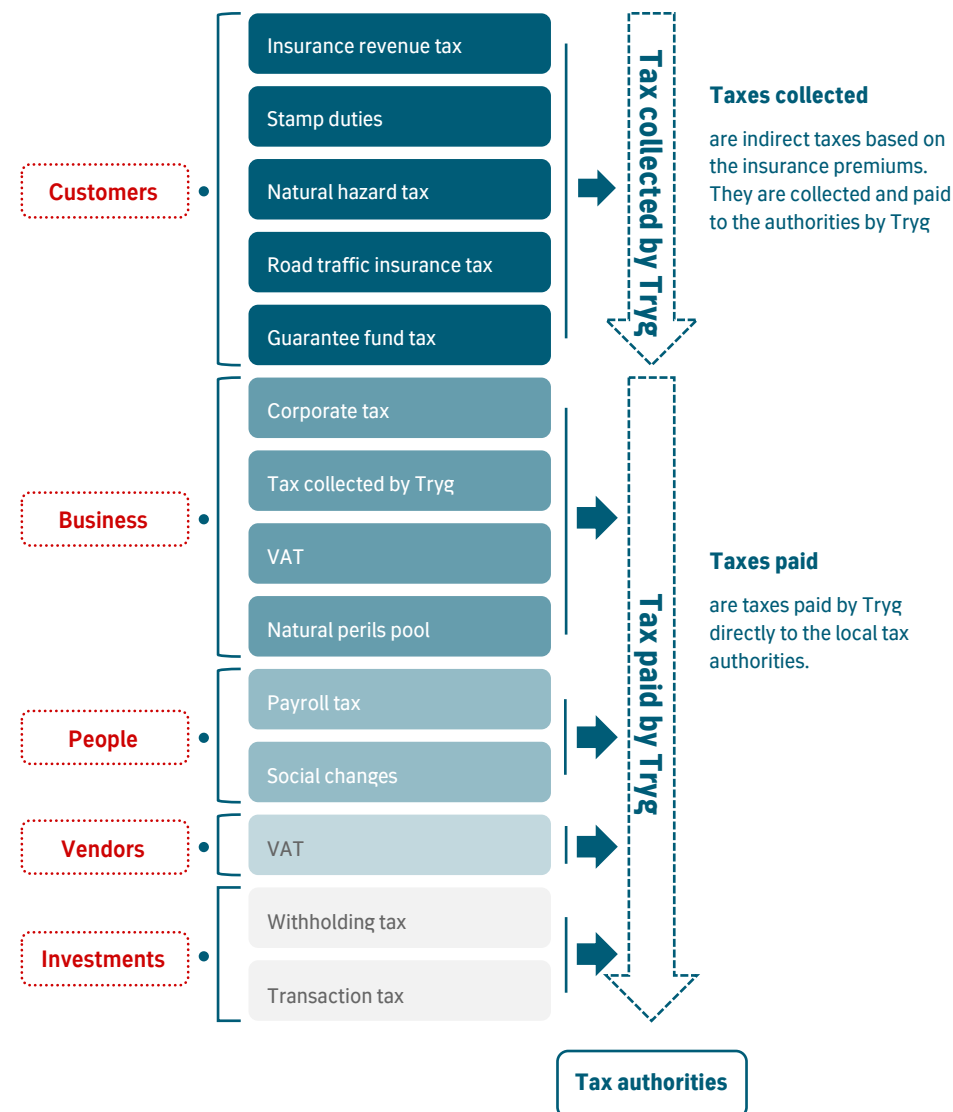 Customers
Insurance revenue tax
Stamp duties
Natural hazard tax
Road traffic insurance tax
Guarantee fund tax
Tax collected by Tryg
Taxes collected
are indirect taxes based on
the insurance premiums.
They are collected and paid
to the authorities by Tryg
Business
Corporate tax
Tax collected by Tryg
VAT
Natural perils pool
People
Payroll tax
Social changes
Vendors
VAT
Investments
Withholding tax
Transaction tax
Tax paid by Tryg
Taxes paid
are taxes paid by Tryg
directly to the local tax
authorities.
Tax authorities